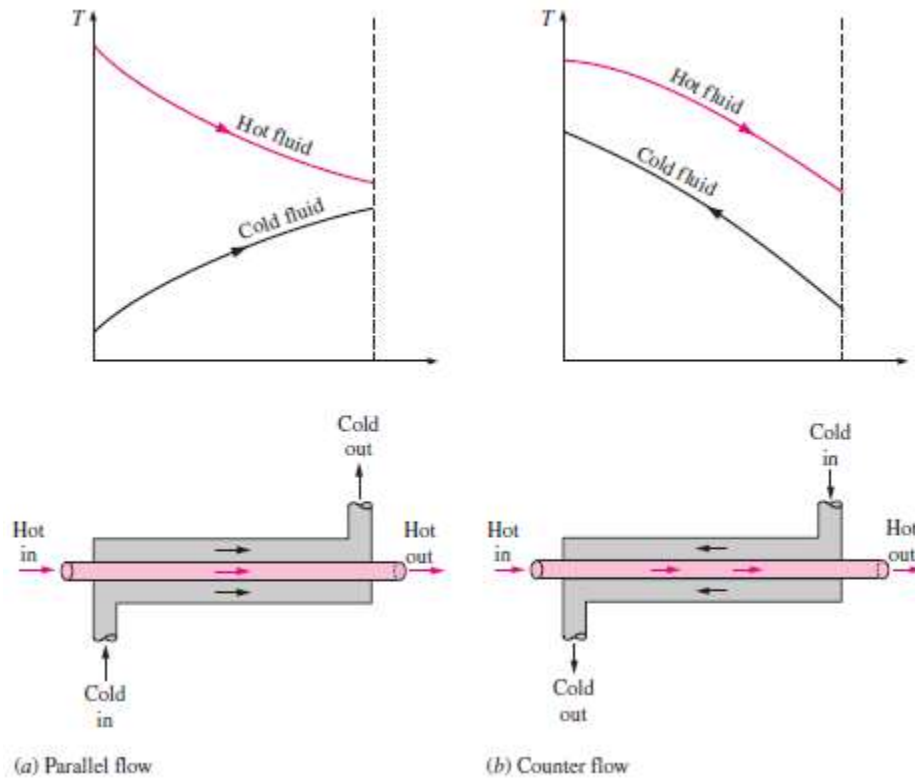 T
Hot fluid
Cold fluid
Cold
out
Hot
in
Hot
out
Cold
in
(a) Parallel flow
T
Hot fluid
Cold fluid
Cold
in
Hot
in
Hot
out
Cold
out
(b) Counter flow